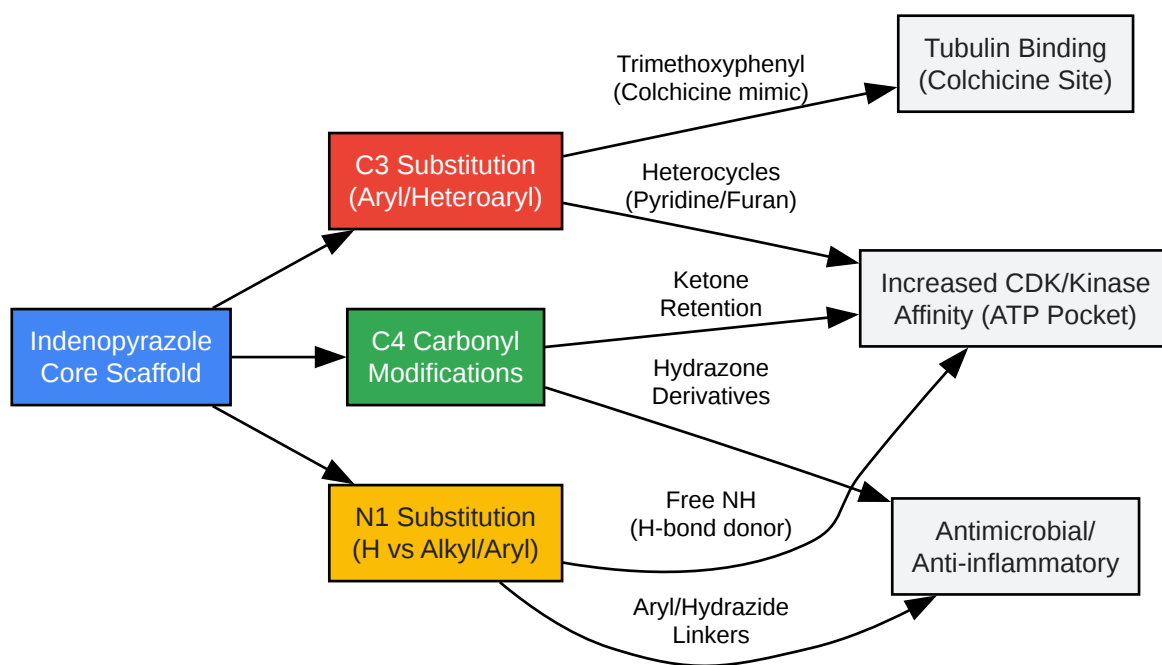 Indenopyrazole
Core Scaffold
C3 Substitution
(Aryl/Heteroaryl)
C4 Carbonyl
Modifications
N1 Substitution
(H vs Alkyl/Aryl)
Trimethoxyphenyl
(Colchicine mimic)
Heterocycles
(Pyridine/Furan)
Ketone
Retention
Hydrazone
Derivatives
Free NH
(H-bond donor)
Aryl/Hydrazide
Linkers
Tubulin Binding
(Colchicine Site)
Increased CDK/Kinase
Affinity (ATP Pocket)
Antimicrobial/
Anti-inflammatory